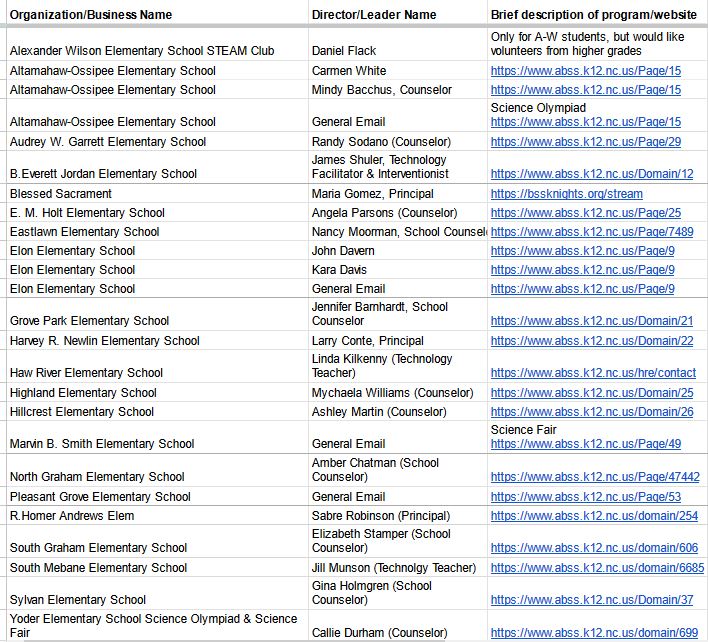 Organization/Business Name Director/Leader Name Brief description of program/website
Alexander Wilson Elementary School STEAM Club Daniel Flack Only for A-W students, but would like
volunteers from higher grades
Altamahaw-Ossipee Elementary School Carmen White https://www.abss.k12.nc.us/Page/15
Altamahaw-Ossipee Elementary School Mindy Bacchus, Counselor https://www.abss.k12.nc.us/Page/15
Science Olympiad
Altamahaw-Ossipee Elementary School General Email https://www.abss.k12.nc.us/Page/15
Audrey W. Garrett Elementary School Randy Sodano (Counselor) https://www.abss.k12.nc.us/Page/29
James Shuler, Technology
B.Everett Jordan Elementary School Facilitator & Interventionist https://www.abss.k12.nc.us/Domain/12
Blessed Sacrament Maria Gomez, Principal https://bssknights.org/stream
E. M. Holt Elementary School Angela Parsons (Counselor) https://www.abss.k12.nc.us/Page/25
Eastlawn Elementary School Nancy Moorman, School Counsel https://www.abss.k12.nc.us/Page/7489
Elon Elementary School John Davern https://www.abss.k12.nc.us/Page/9
Elon Elementary School Kara Davis https://www.abss.k12.nc.us/Page/9
Elon Elementary School General Email https://www.abss.k12.nc.us/Page/9
Jennifer Barnhardt, School
Grove Park Elementary School Counselor https://www.abss.k12.nc.us/Domain/21
Harvey R. Newlin Elementary School Larry Conte, Principal https://www.abss.k12.nc.us/Domain/22
Linda Kilkenny (Technology
Haw River Elementary School Teacher) https://www.abss.k12.nc.us/hre/contact
Highland Elementary School Mychaela Williams (Counselor) https://www.abss.k12.nc.us/Domain/25
Hillcrest Elementary School Ashley Martin (Counselor) https://www.abss.k12.nc.us/Domain/26
Science Fair
Marvin B. Smith Elementary School General Email https://www.abss.k12.nc.us/Page/49
Amber Chatman (School
North Graham Elementary School Counselor) https://www.abss.k12.nc.us/Page/47442
Pleasant Grove Elementary School General Email https://www.abss.k12.nc.us/Page/53
R.Homer Andrews Elem Sabre Robinson (Principal) https://www.abss.k12.nc.us/domain/254
Elizabeth Stamper (School
South Graham Elementary School Counselor) https://www.abss.k12.nc.us/domain/606
South Mebane Elementary School Jill Munson (Technolgy Teacher) https://www.abss.k12.nc.us/domain/6685
Gina Holmgren (School
Sylvan Elementary School Counselor) https://www.abss.k12.nc.us/Domain/37
Yoder Elementary School Science Olympiad & Science
Fair Callie Durham (Counselor) https://www.abss.k12.nc.us/domain/699